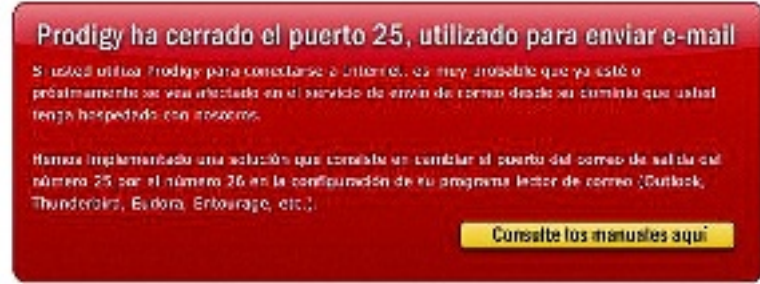 Prodigy ha cerrado el puerto 25, utilizado para enviar e-mail
Si usted utiliza Prodigy para conectarse a Internet, es muy probable que ya esté o
próximamente se vea afectado en el servicio de envío de correo desde su dominio que usted
tenga hospedado con nosotros.
Hemos implementado una solución que consiste en cambiar el puerto del correo de salida del
número 25 por el número 26 en la configuración de su programa lector de correo (Outlook,
Thunderbird, Eudora, Entourage, etc.).
Consulte los manuales aquí